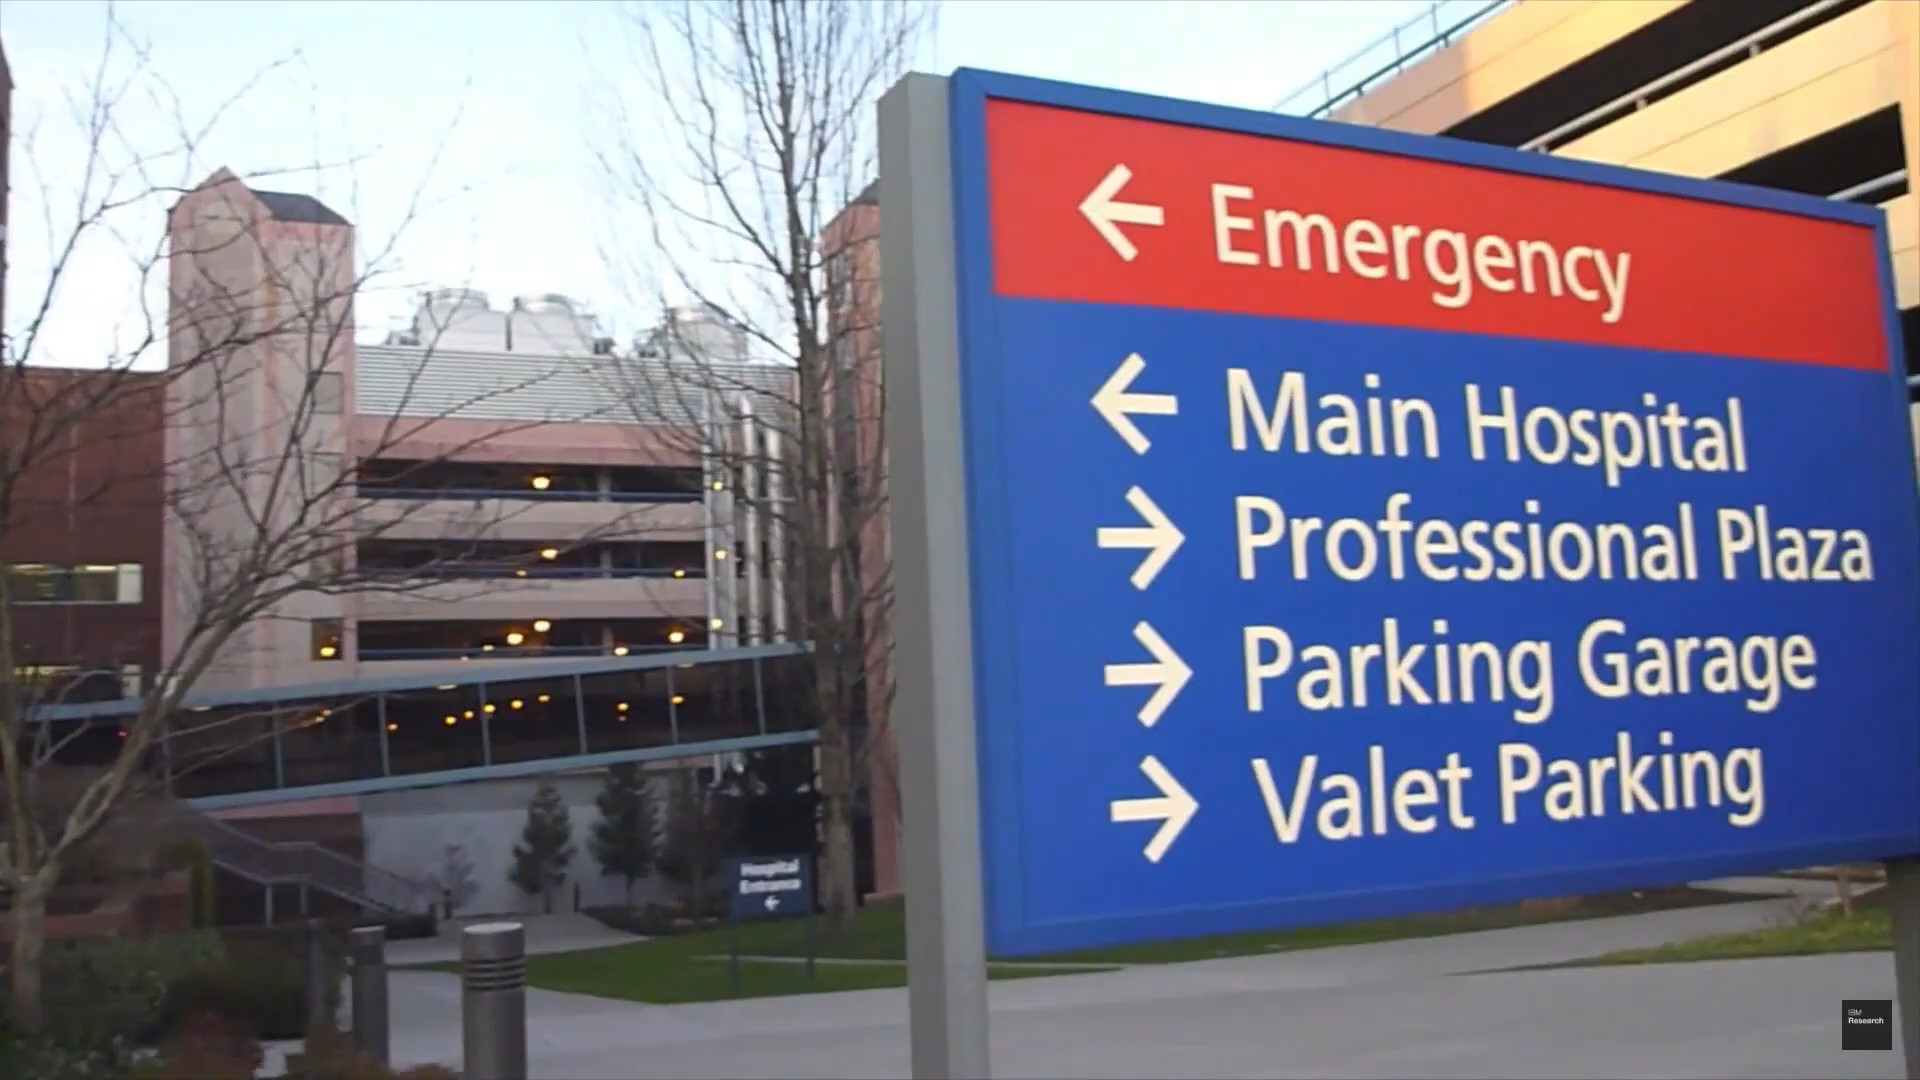 ← Emergency
← Main Hospital
→ Professional Plaza
→ Parking Garage
→ Valet Parking
Hospital
Entrance
←
IBM
Research